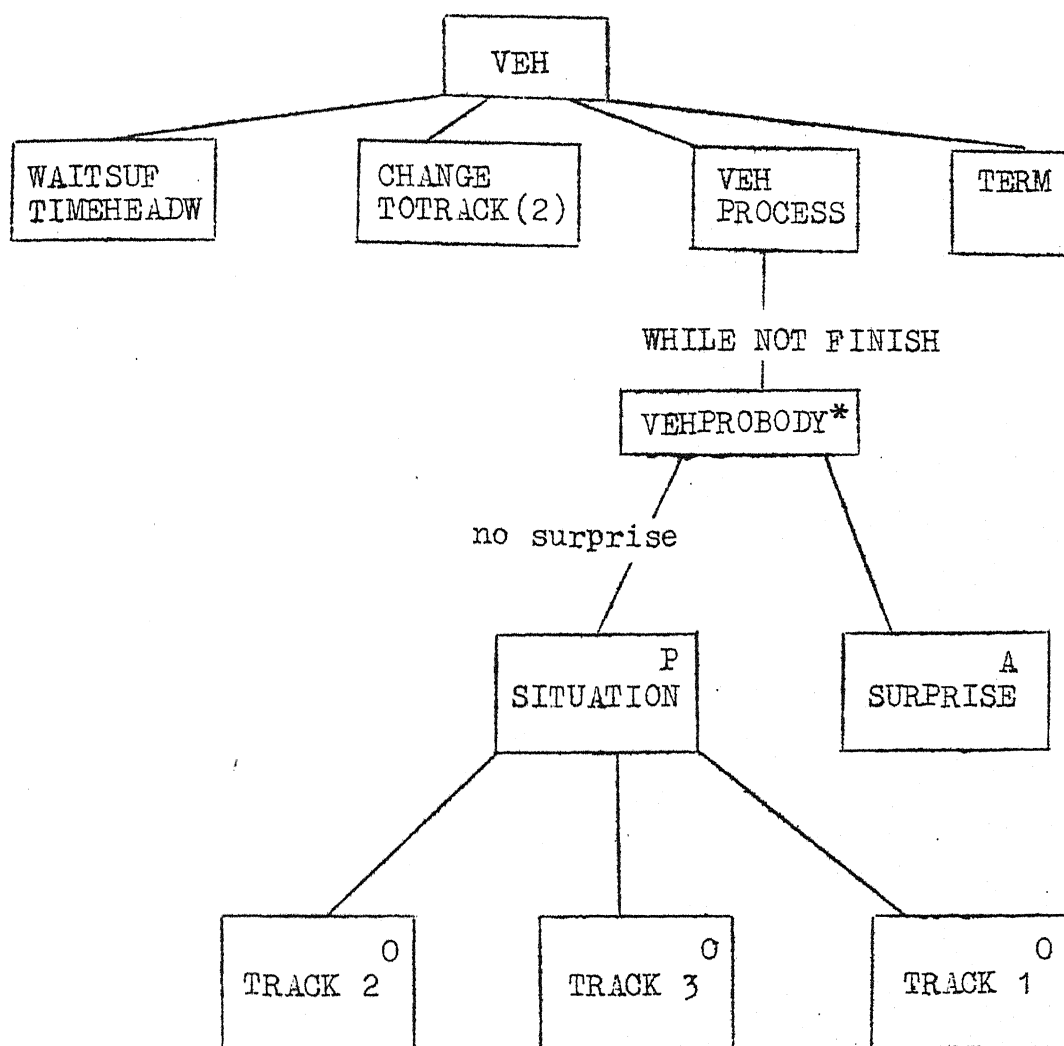 VEH
WAITSUF
TIMEHEADW
CHANGE
TOTRACK(2)
VEH
PROCESS
TERM
WHILE NOT FINISH
VEHPROBODY*
no surprise
P
SITUATION
A
SURPRISE
O
TRACK 2
O
TRACK 3
O
TRACK 1